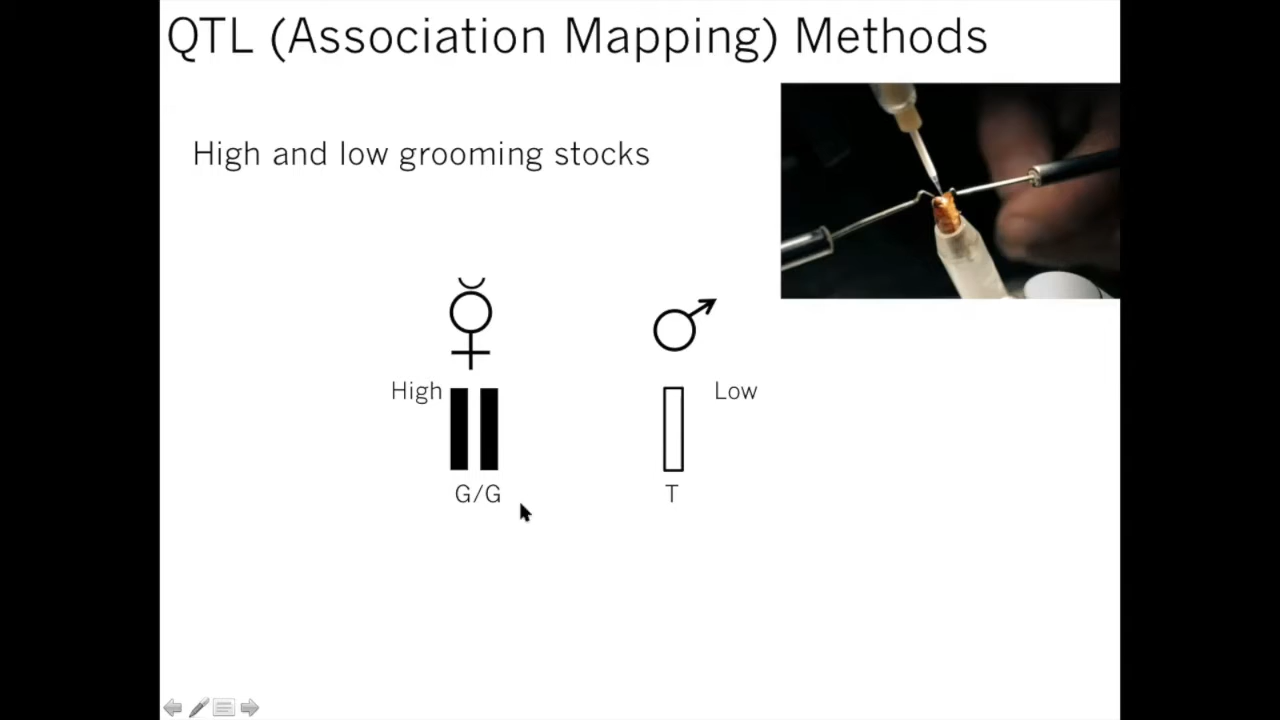 QTL (Association Mapping) Methods
High and low grooming stocks
High
Low
G/G
T